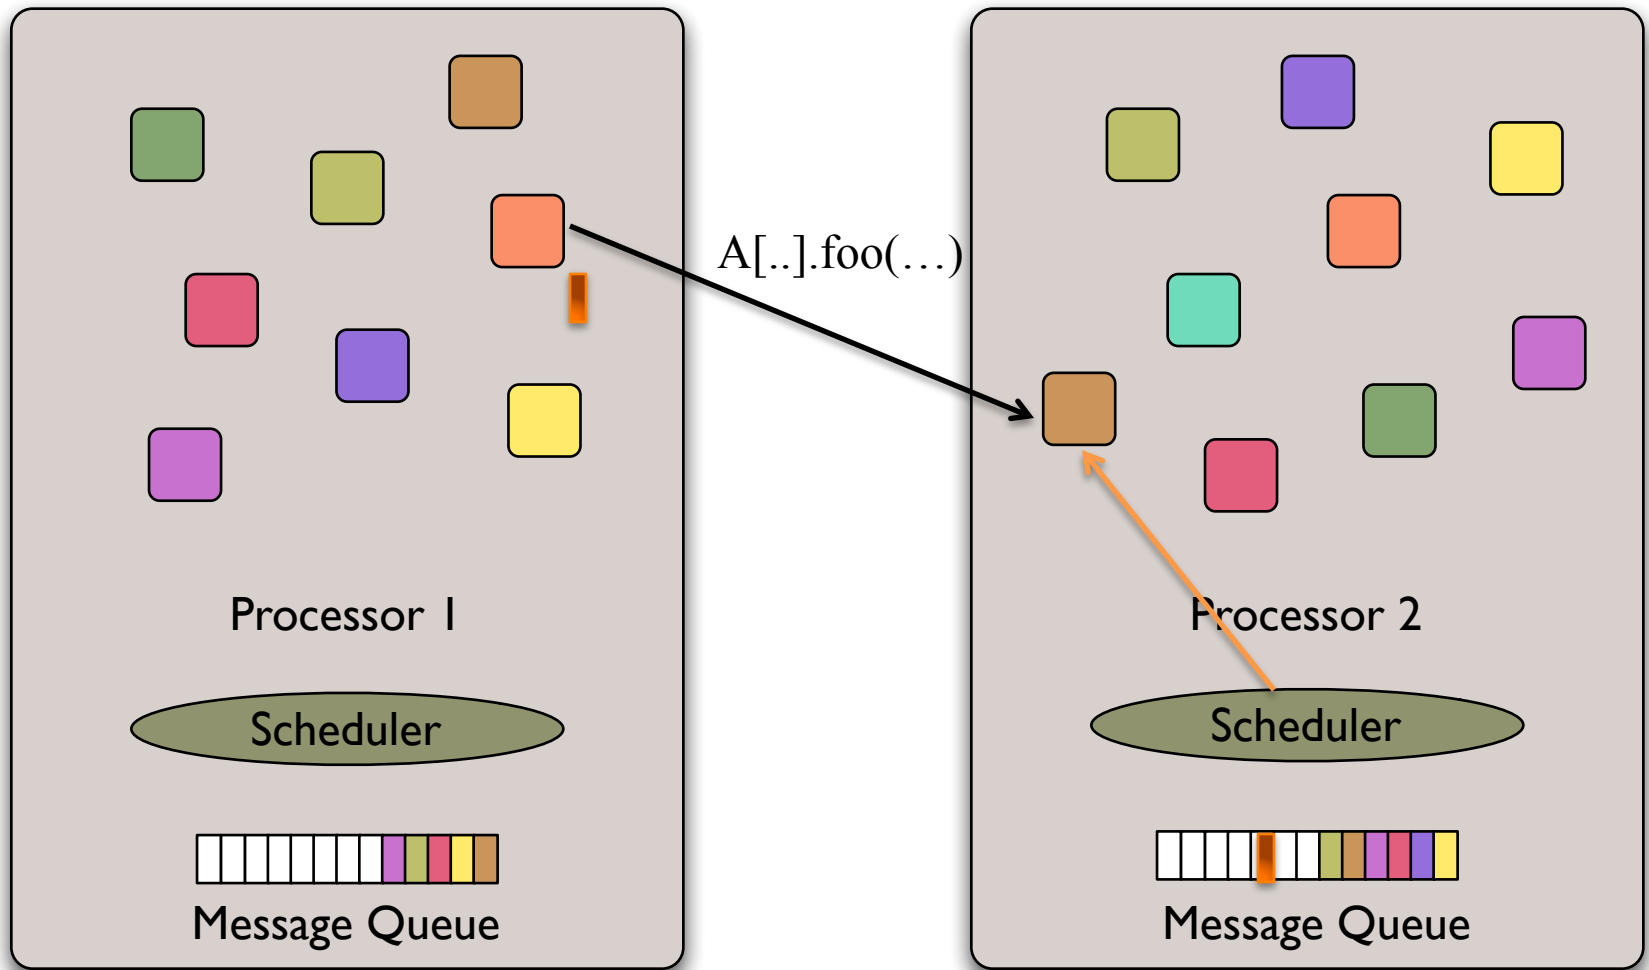 A[..].foo(…)
Processor 1
Processor 2
Scheduler
Scheduler
Message Queue
Message Queue